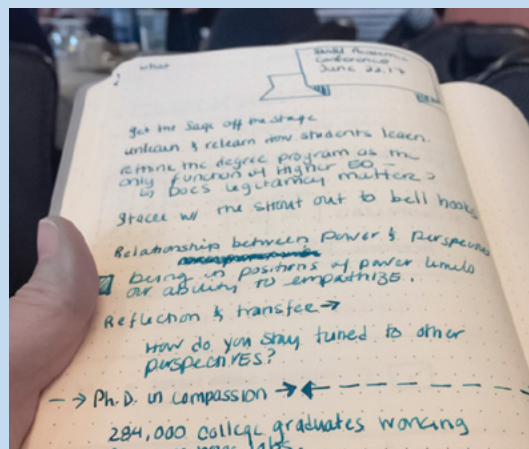 what
Academic
Conference
June 22, 17
get the sage off the stage
unlearn & relearn how students learn.
the degree program as the
only function of Higher ED –
↳ Does legitamacy matter?
Stacee w/ the shout out to bell hooks
Relationship between power & perspective
being in positions of power limits
our ability to empathize.
Reflection & transfer →
How do you stay tuned to other
perspectives?
→ Ph.D. in compassion →
284,000 college graduates working